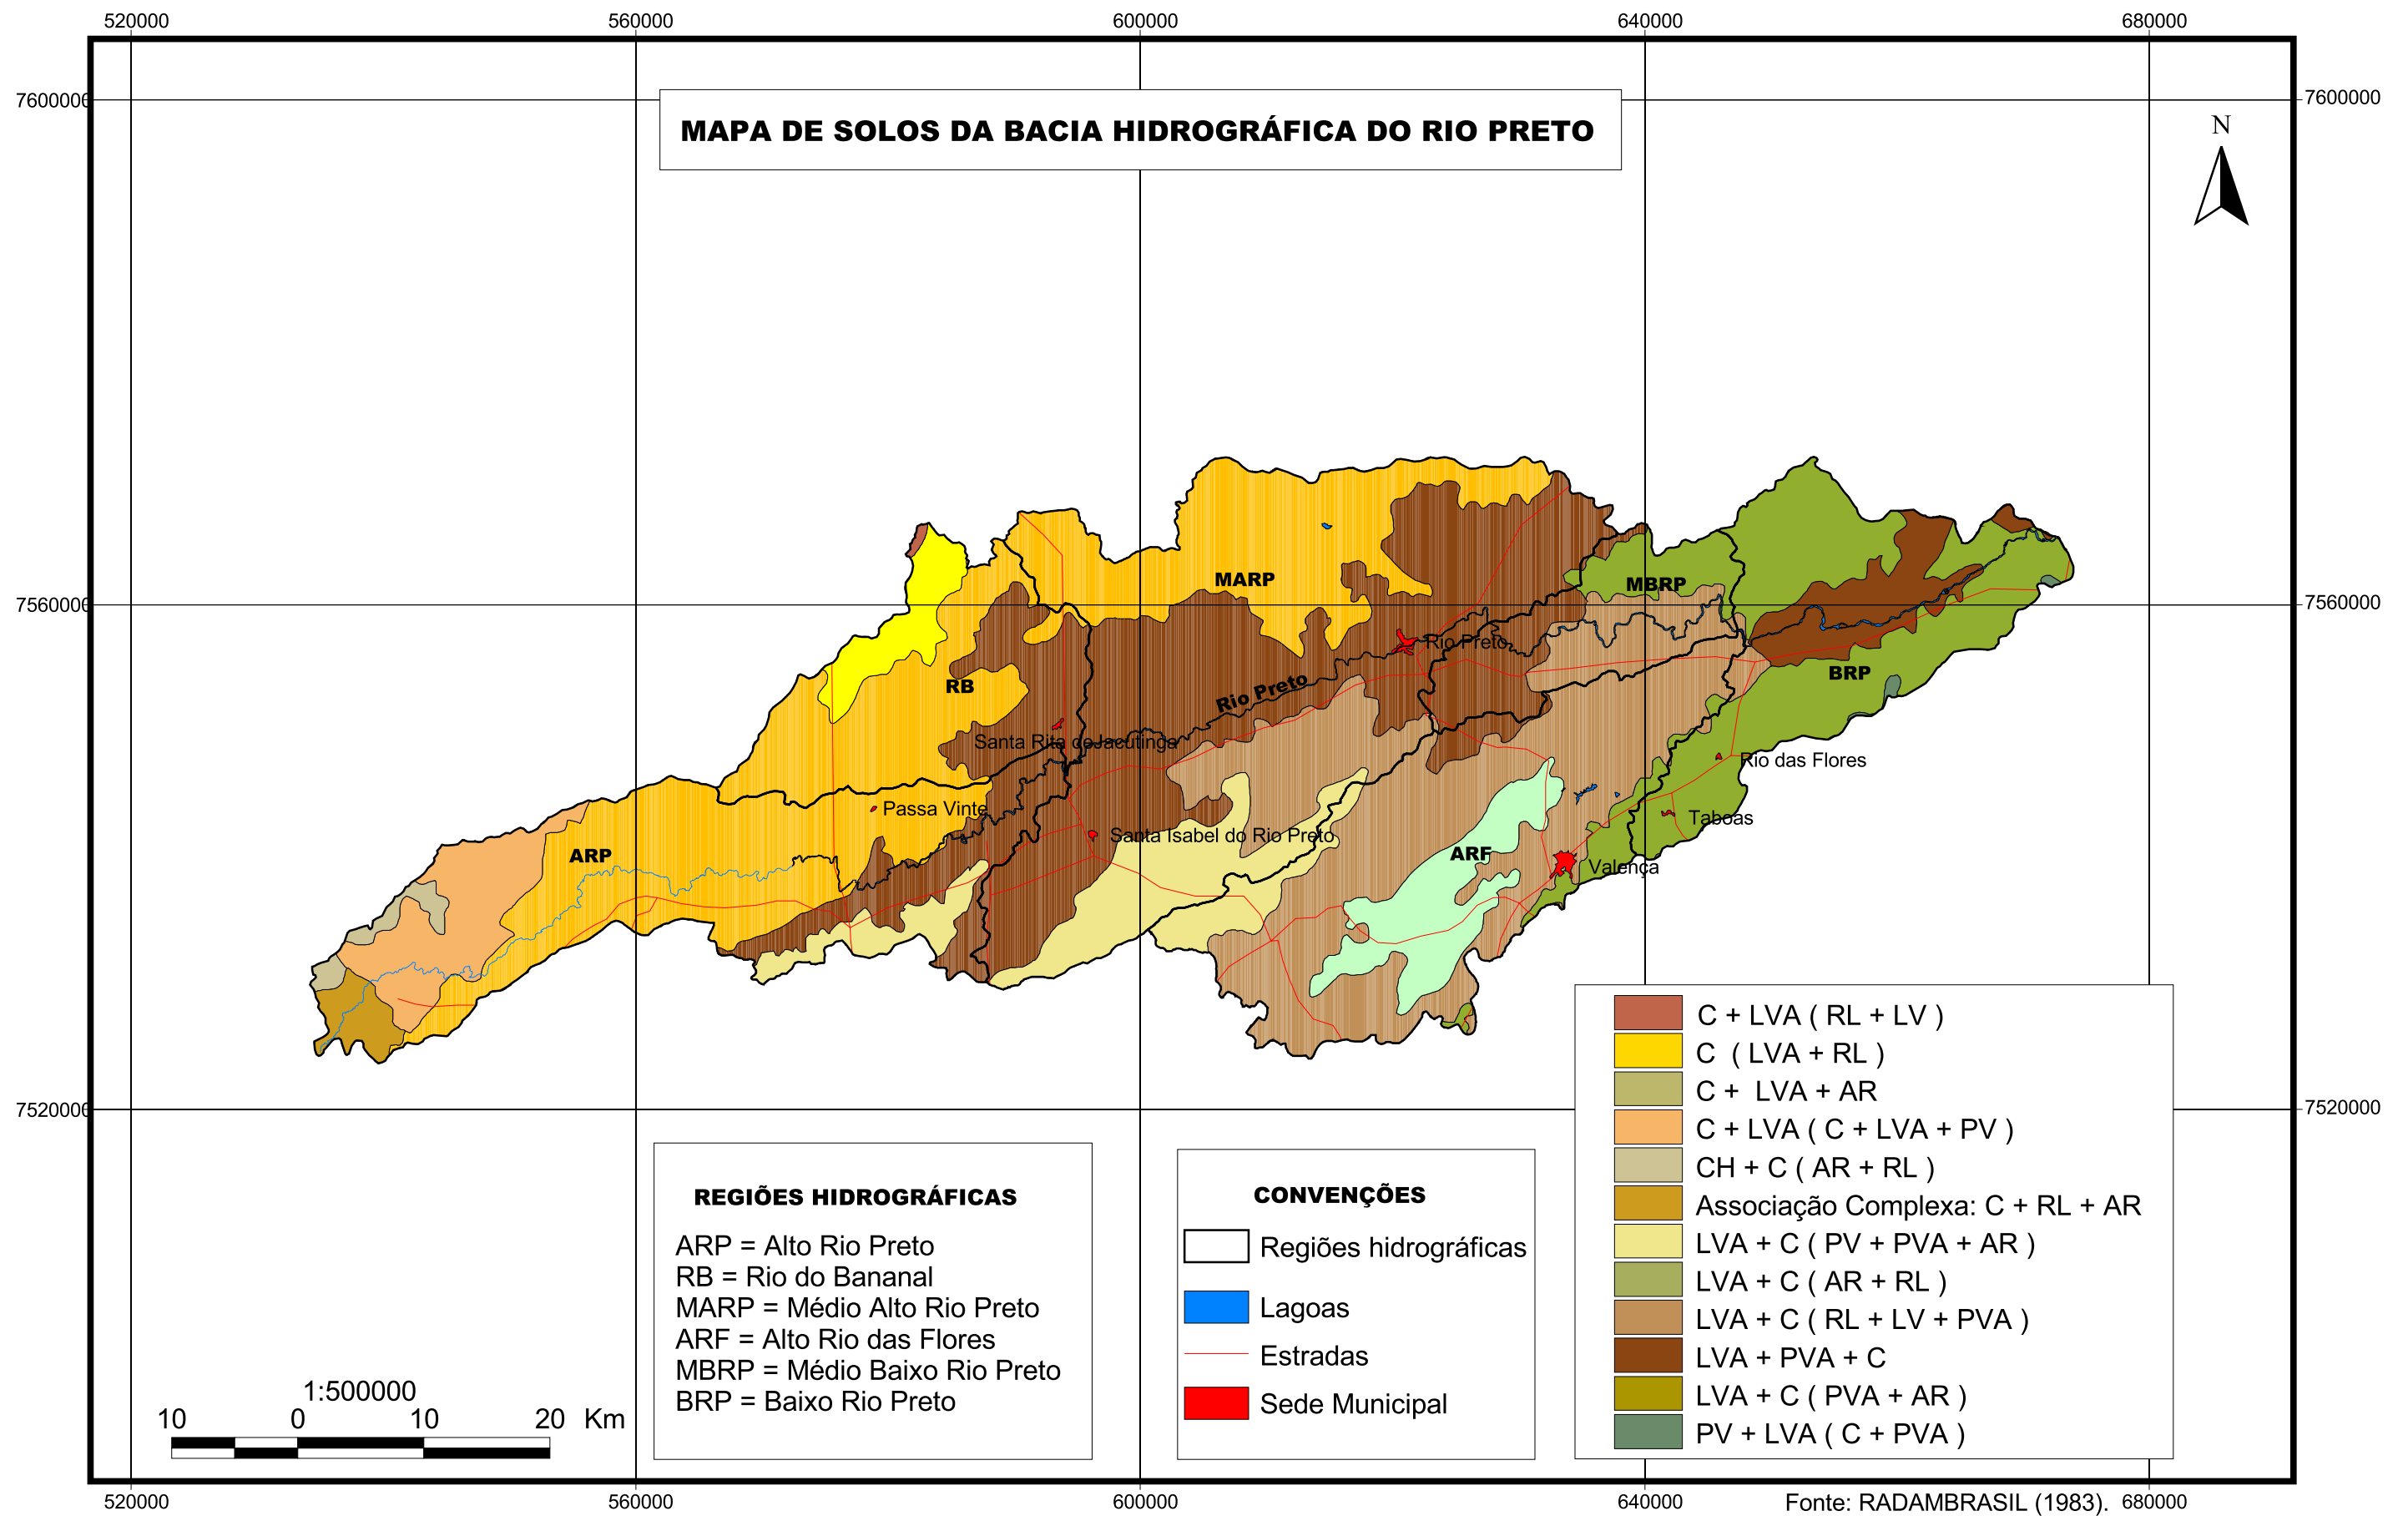 520000 560000 600000 640000 680000
7600000 7600000
MAPA DE SOLOS DA BACIA HIDROGRÁFICA DO RIO PRETO
N
MARP
7560000 MBRP 7560000
Rio Preto
BRP
RB
Rio Preto
Santa Rita deJacutinga
Rio das Flores
Passa Vinte
Taboas
Santa Isabel do Rio Preto
ARP
ARF
Valença
7520000 7520000
C + LVA ( RL + LV )
C ( LVA + RL )
C + LVA + AR
C + LVA ( C + LVA + PV )
CH + C ( AR + RL )
Associação Complexa: C + RL + AR
LVA + C ( PV + PVA + AR )
LVA + C ( AR + RL )
LVA + C ( RL + LV + PVA )
LVA + PVA + C
LVA + C ( PVA + AR )
PV + LVA ( C + PVA )
REGIÕES HIDROGRÁFICAS
ARP = Alto Rio Preto
RB = Rio do Bananal
MARP = Médio Alto Rio Preto
ARF = Alto Rio das Flores
MBRP = Médio Baixo Rio Preto
BRP = Baixo Rio Preto
CONVENÇÕES
Regiões hidrográficas
Lagoas
Estradas
Sede Municipal
1:500000
10 0 10 20 Km
520000 560000 600000 640000 680000
Fonte: RADAMBRASIL (1983).